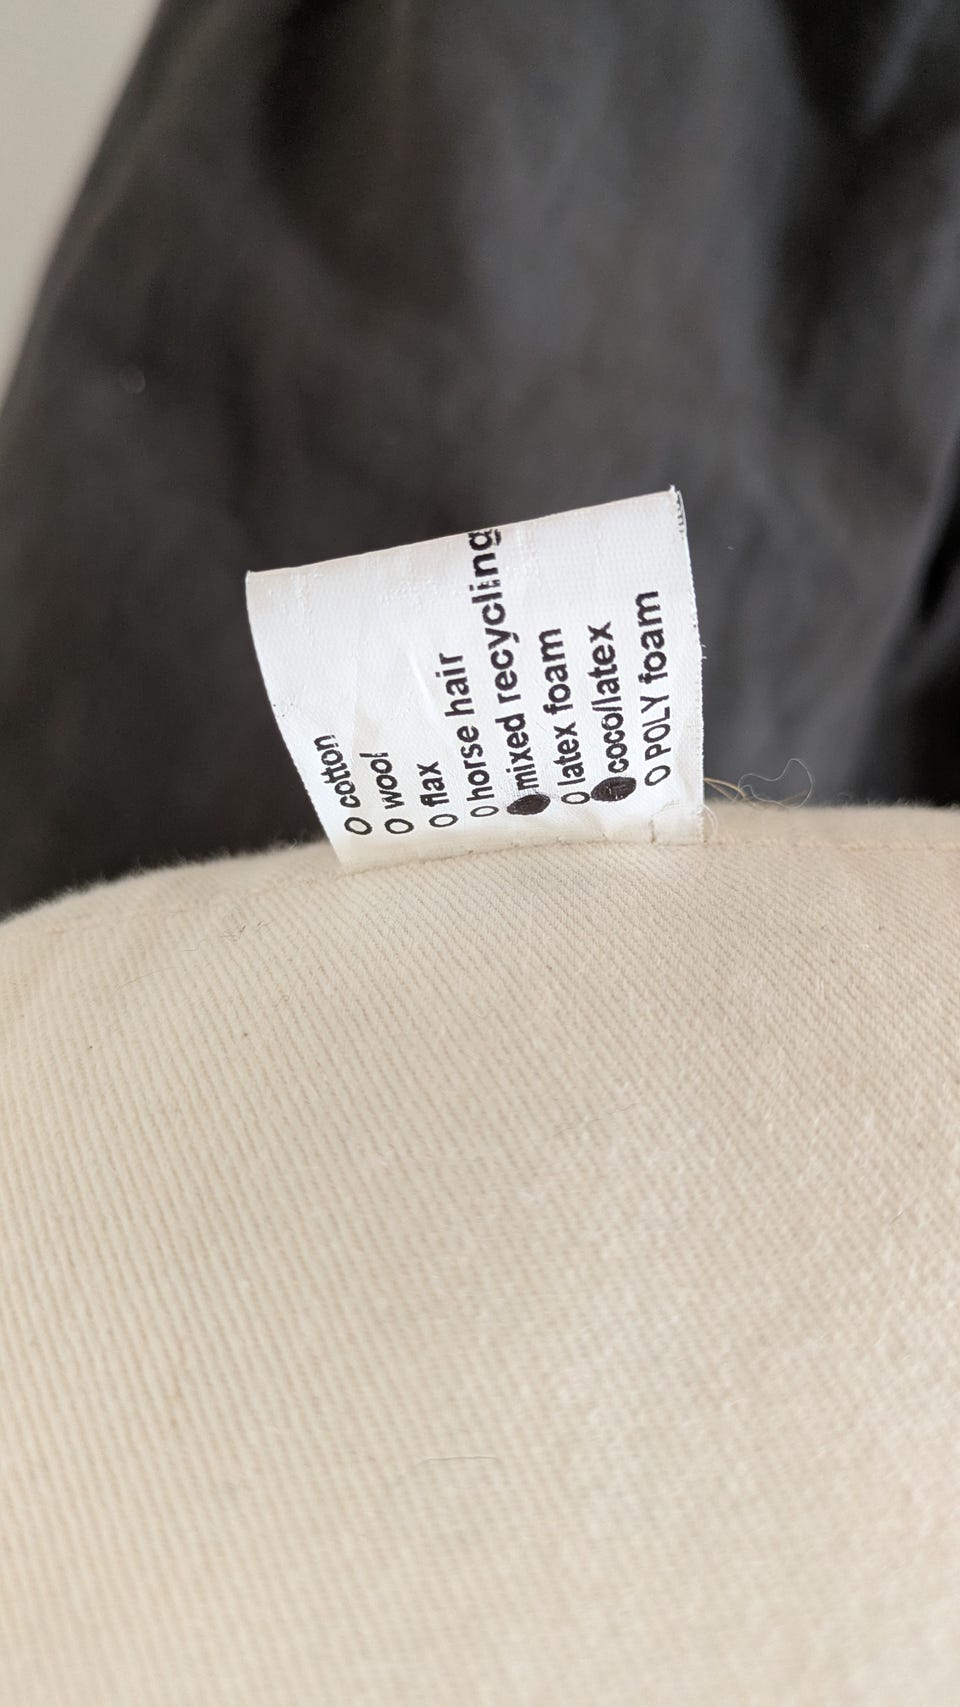 O cotton
O wool
O flax
O horse hair
● mixed recycling
O latex foam
● coco/latex
O POLY foam